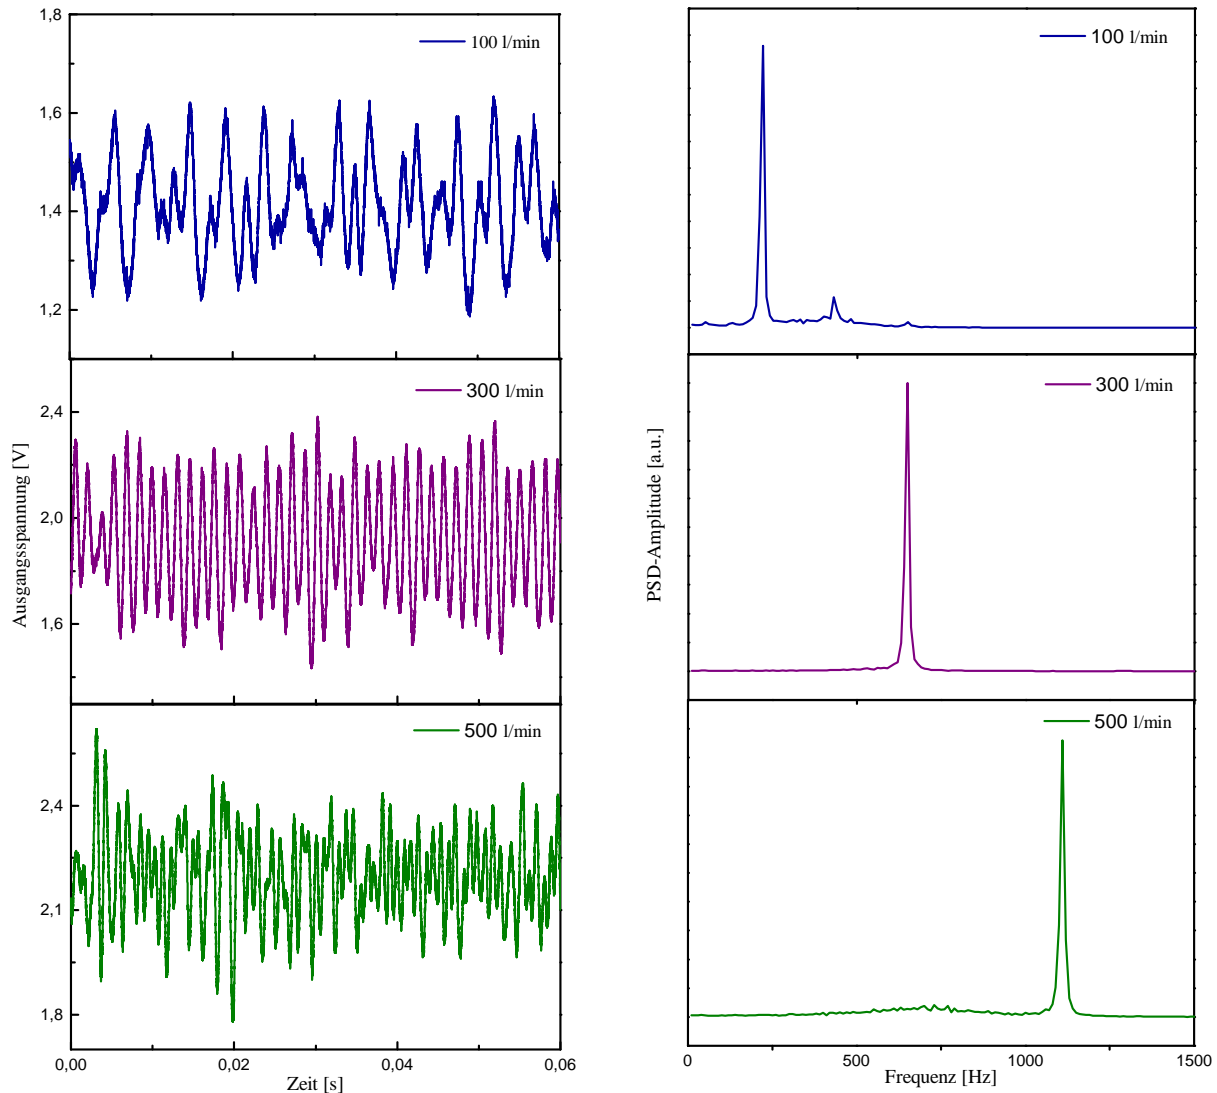 1,8
100 l/min
1,6
1,4
1,2
300 l/min
2,4
2,0
1,6
500 l/min
2,4
2,1
1,8
0,00
0,02
0,04
0,06
Zeit [s]
Ausgangsspannung [V]
100 l/min
300 l/min
500 l/min
0
500
1000
1500
Frequenz [Hz]
PSD-Amplitude [a.u.]